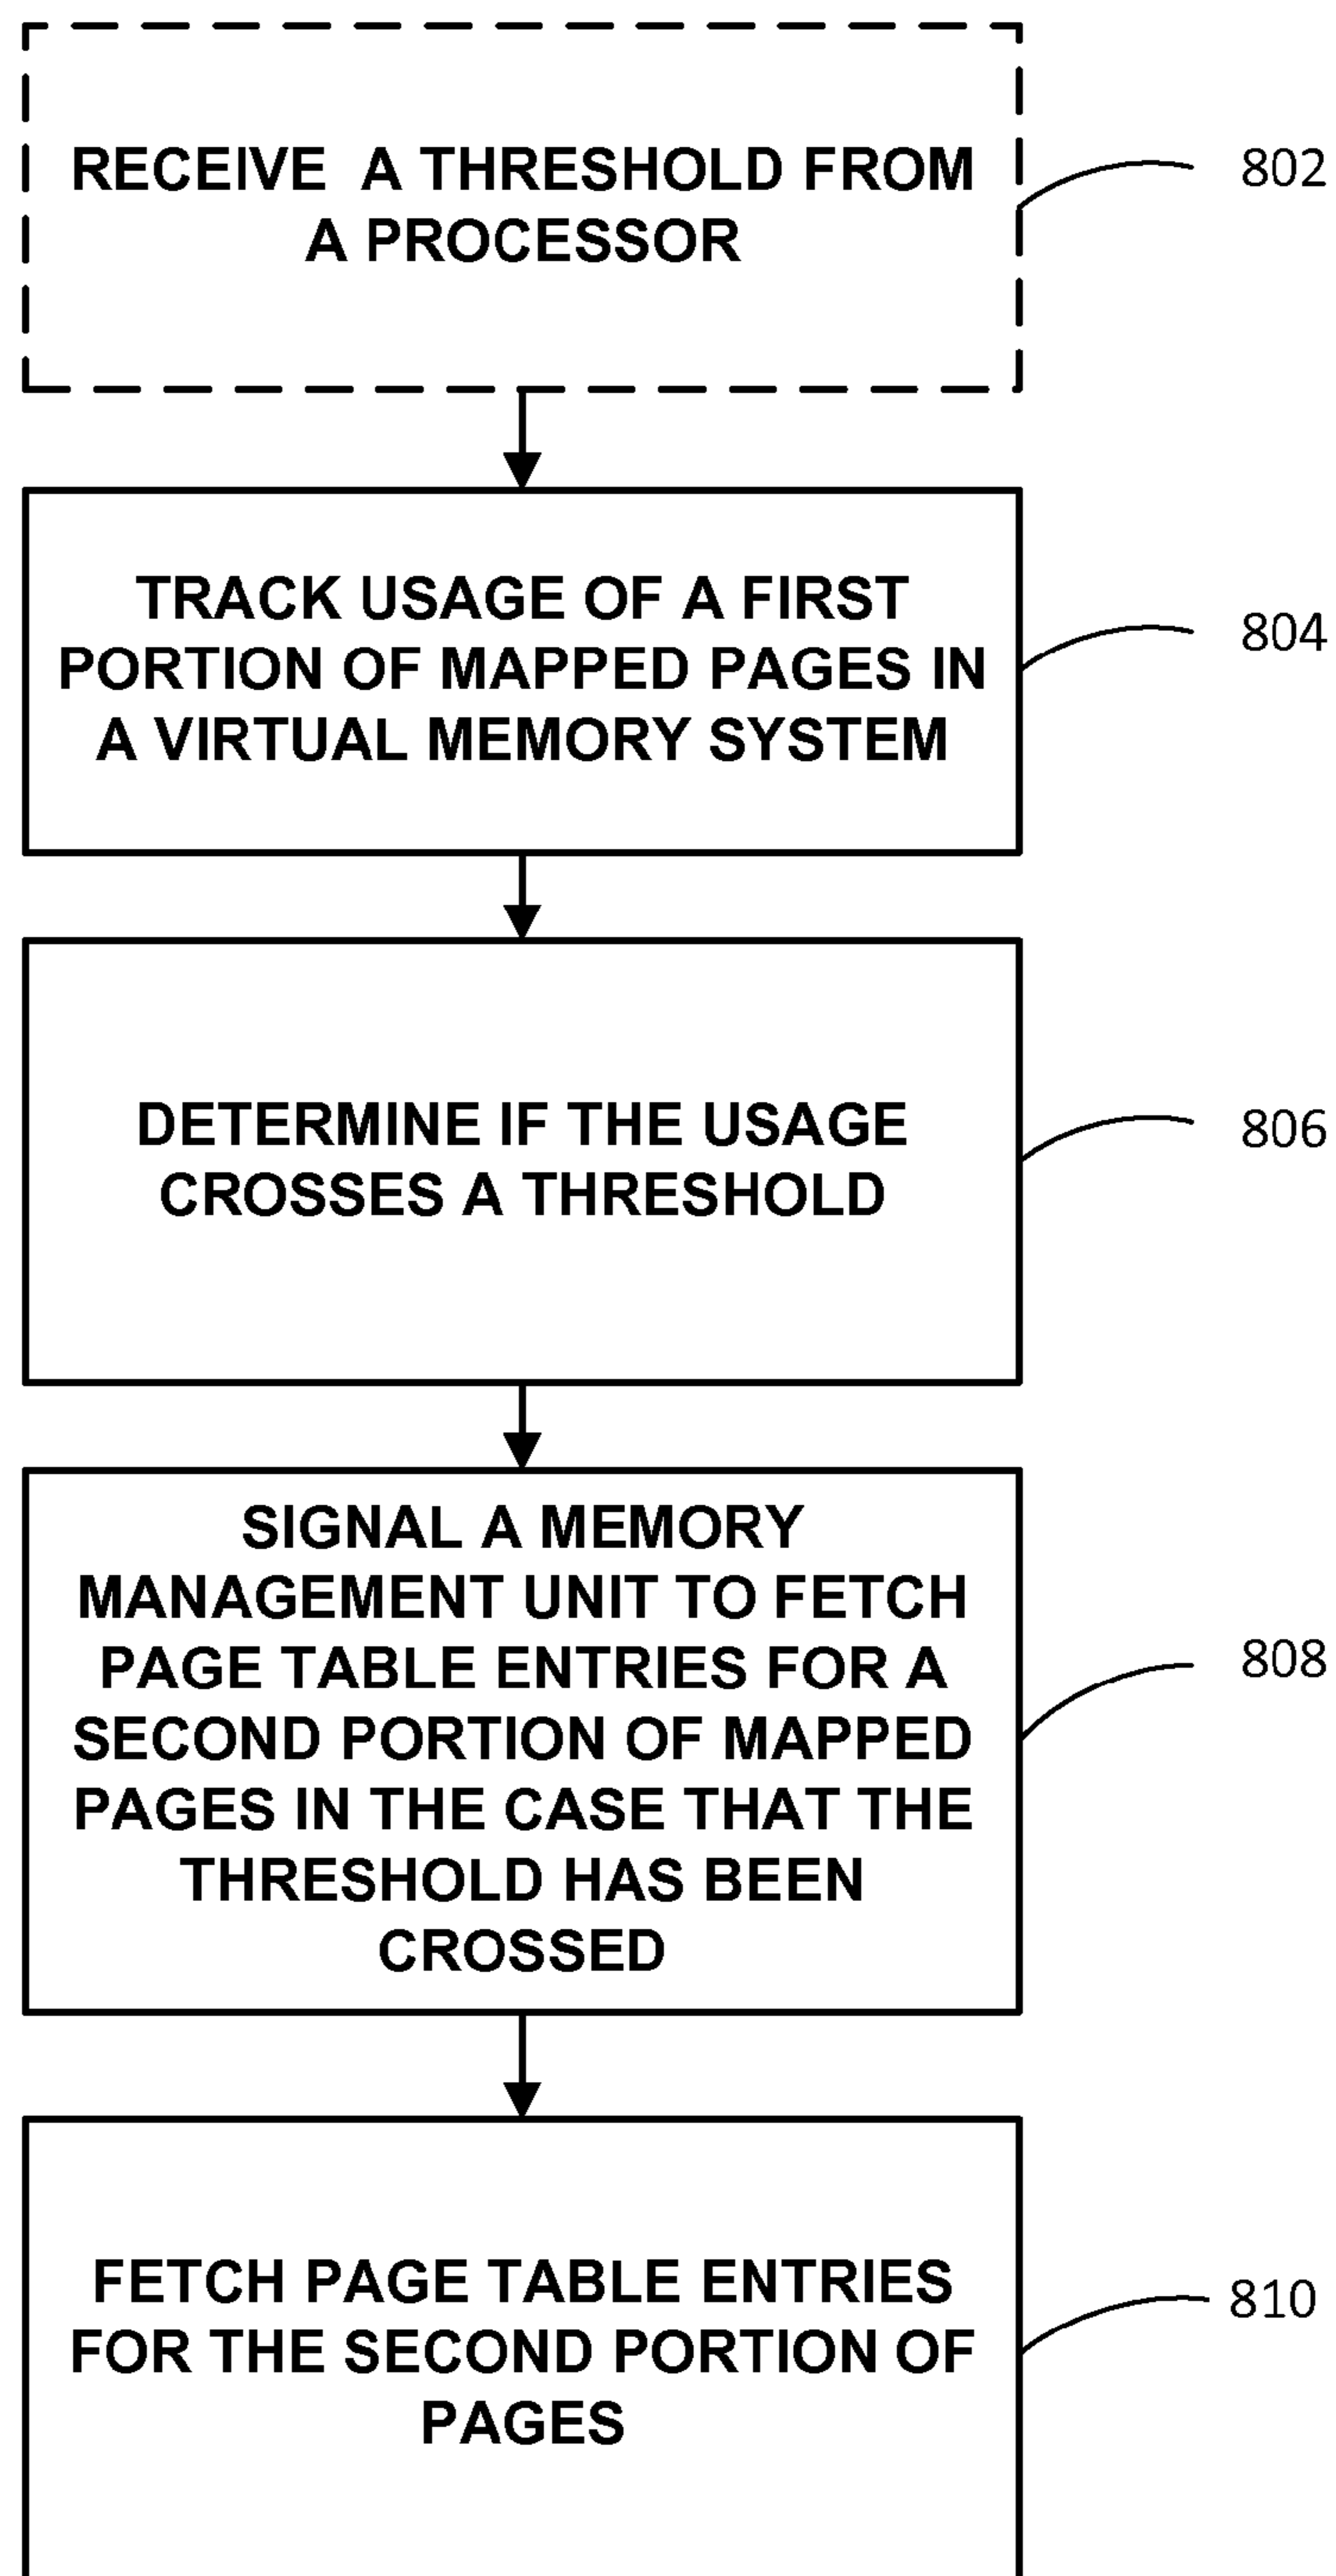 RECEIVE A THRESHOLD FROM
A PROCESSOR
802
TRACK USAGE OF A FIRST
PORTION OF MAPPED PAGES IN
A VIRTUAL MEMORY SYSTEM
804
DETERMINE IF THE USAGE
CROSSES A THRESHOLD
806
SIGNAL A MEMORY
MANAGEMENT UNIT TO FETCH
PAGE TABLE ENTRIES FOR A
SECOND PORTION OF MAPPED
PAGES IN THE CASE THAT THE
THRESHOLD HAS BEEN
CROSSED
808
FETCH PAGE TABLE ENTRIES
FOR THE SECOND PORTION OF
PAGES
810